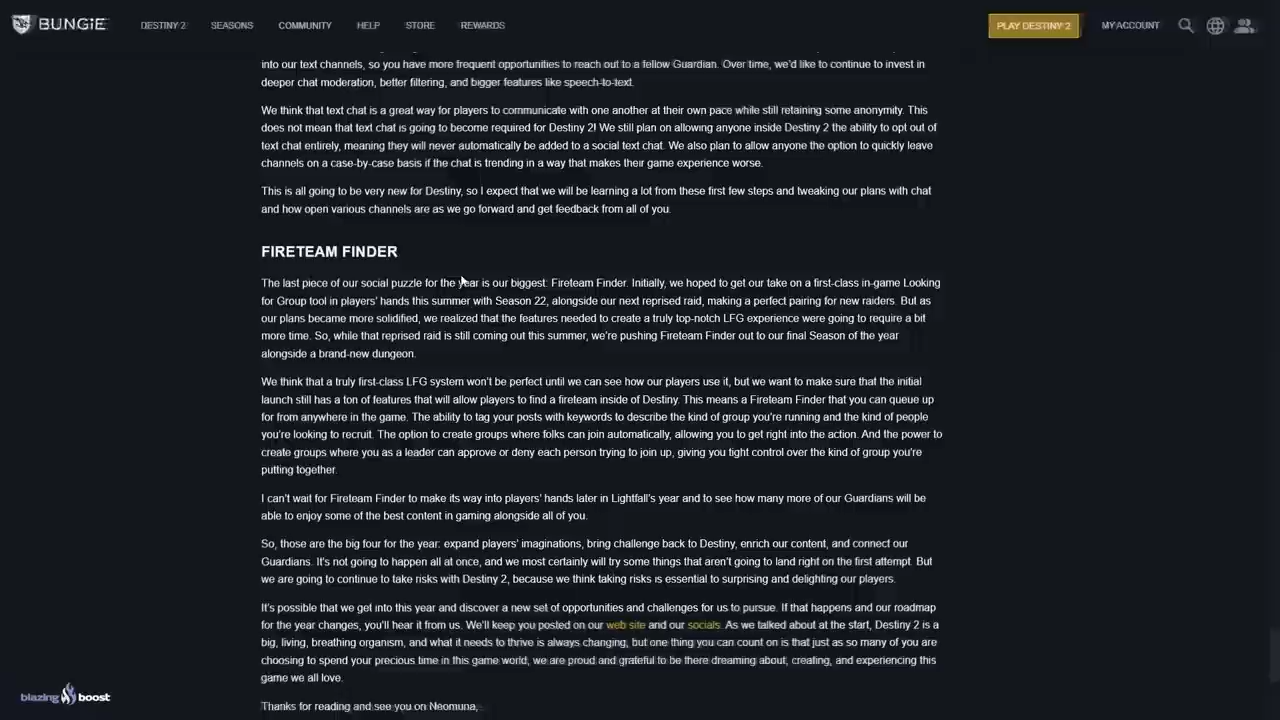 BUNGiE
DESTINY 2
SEASONS
COMMUNITY
HELP
STORE
REWARDS
PLAY DESTINY 2
MY ACCOUNT
into our text channels, so you have more frequent opportunities to reach out to a fellow Guardian. Over time, we'd like to continue to invest in
deeper chat moderation, better filtering, and bigger features like speech-to-text.
We think that text chat is a great way for players to communicate with one another at their own pace while still retaining some anonymity. This
does not mean that text chat is going to become required for Destiny 2! We still plan on allowing anyone inside Destiny 2 the ability to opt out of
text chat entirely, meaning they will never automatically be added to a social text chat. We also plan to allow anyone the option to quickly leave
channels on a case-by-case basis if the chat is trending in a way that makes their game experience worse.
This is all going to be very new for Destiny, so I expect that we will be learning a lot from these first few steps and tweaking our plans with chat
and how open various channels are as we go forward and get feedback from all of you.
FIRETEAM FINDER
The last piece of our social puzzle for the year is our biggest: Fireteam Finder. Initially, we hoped to get our take on a first-class in-game Looking
for Group tool in players' hands this summer with Season 22, alongside our next reprised raid, making a perfect pairing for new raiders. But as
our plans became more solidified, we realized that the features needed to create a truly top-notch LFG experience were going to require a bit
more time. So, while that reprised raid is still coming out this summer, we're pushing Fireteam Finder out to our final Season of the year
alongside a brand-new dungeon.
We think that a truly first-class LFG system won't be perfect until we can see how our players use it, but we want to make sure that the initial
launch still has a ton of features that will allow players to find a fireteam inside of Destiny. This means a Fireteam Finder that you can queue up
for from anywhere in the game. The ability to tag your posts with keywords to describe the kind of group you're running and the kind of people
you're looking to recruit. The option to create groups where folks can join automatically, allowing you to get right into the action. And the power to
create groups where you as a leader can approve or deny each person trying to join up, giving you tight control over the kind of group you're
putting together.
I can't wait for Fireteam Finder to make its way into players' hands later in Lightfall's year and to see how many more of our Guardians will be
able to enjoy some of the best content in gaming alongside all of you.
So, those are the big four for the year: expand players' imaginations, bring challenge back to Destiny, enrich our content, and connect our
Guardians. It's not going to happen all at once, and we most certainly will try some things that aren't going to land right on the first attempt. But
we are going to continue to take risks with Destiny 2, because we think taking risks is essential to surprising and delighting our players.
It's possible that we get into this year and discover a new set of opportunities and challenges for us to pursue. If that happens and our roadmap
for the year changes, you'll hear it from us. We'll keep you posted on our web site and our socials. As we talked about at the start, Destiny 2 is a
big, living, breathing organism, and what it needs to thrive is always changing, but one thing you can count on is that just as so many of you are
choosing to spend your precious time in this game world, we are proud and grateful to be there dreaming about, creating, and experiencing this
game we all love.
Thanks for reading and see you on Neomuna,
blazing boost